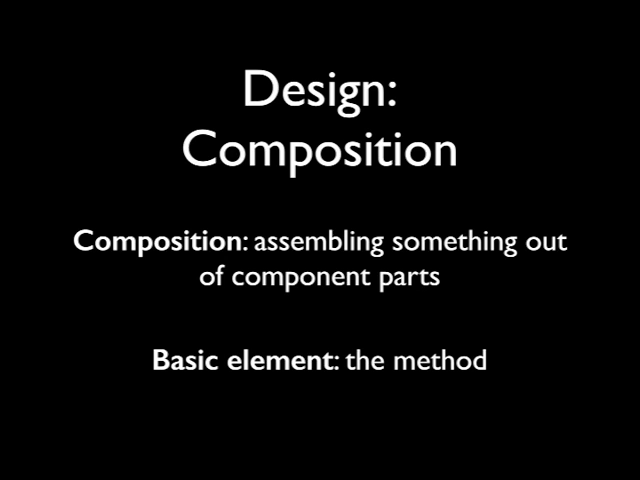 Design:
Composition
Composition: assembling something out
of component parts
Basic element: the method